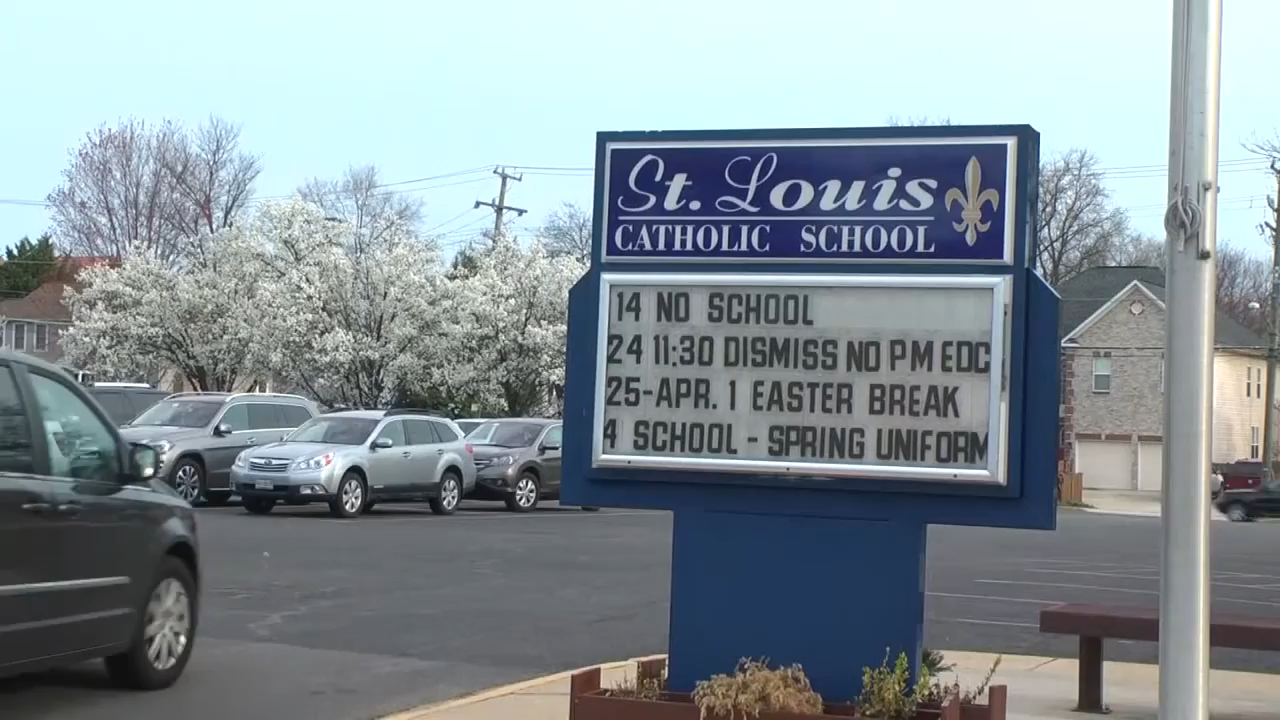 St. Louis
CATHOLIC SCHOOL
14 NO SCHOOL
24 11:30 DISMISS NO PM EDC
25-APR. 1 EASTER BREAK
4 SCHOOL - SPRING UNIFORM